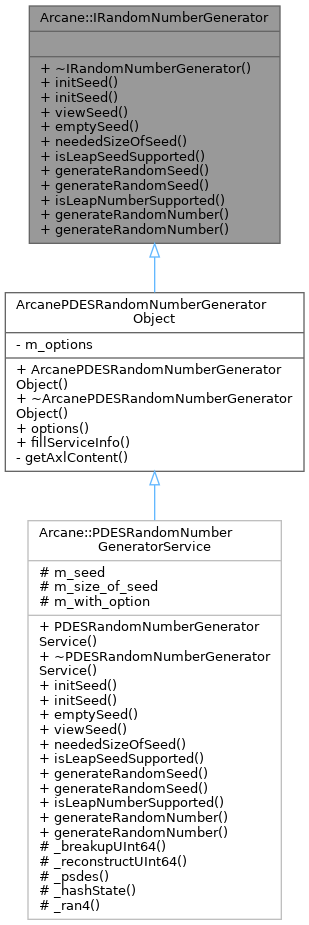 Arcane::IRandomNumberGenerator
+ ~IRandomNumberGenerator()
+ initSeed()
+ initSeed()
+ viewSeed()
+ emptySeed()
+ neededSizeOfSeed()
+ isLeapSeedSupported()
+ generateRandomSeed()
+ generateRandomSeed()
+ isLeapNumberSupported()
+ generateRandomNumber()
+ generateRandomNumber()
ArcanePDESRandomNumberGenerator
Object
- m_options
+ ArcanePDESRandomNumberGenerator
Object()
+ ~ArcanePDESRandomNumberGenerator
Object()
+ options()
+ fillServiceInfo()
- getAxlContent()
Arcane::PDESRandomNumber
GeneratorService
# m_seed
# m_size_of_seed
# m_with_option
+ PDESRandomNumberGenerator
Service()
+ ~PDESRandomNumberGenerator
Service()
+ initSeed()
+ initSeed()
+ emptySeed()
+ viewSeed()
+ neededSizeOfSeed()
+ isLeapSeedSupported()
+ generateRandomSeed()
+ generateRandomSeed()
+ isLeapNumberSupported()
+ generateRandomNumber()
+ generateRandomNumber()
# _breakupUInt64()
# _reconstructUInt64()
# _psdes()
# _hashState()
# _ran4()